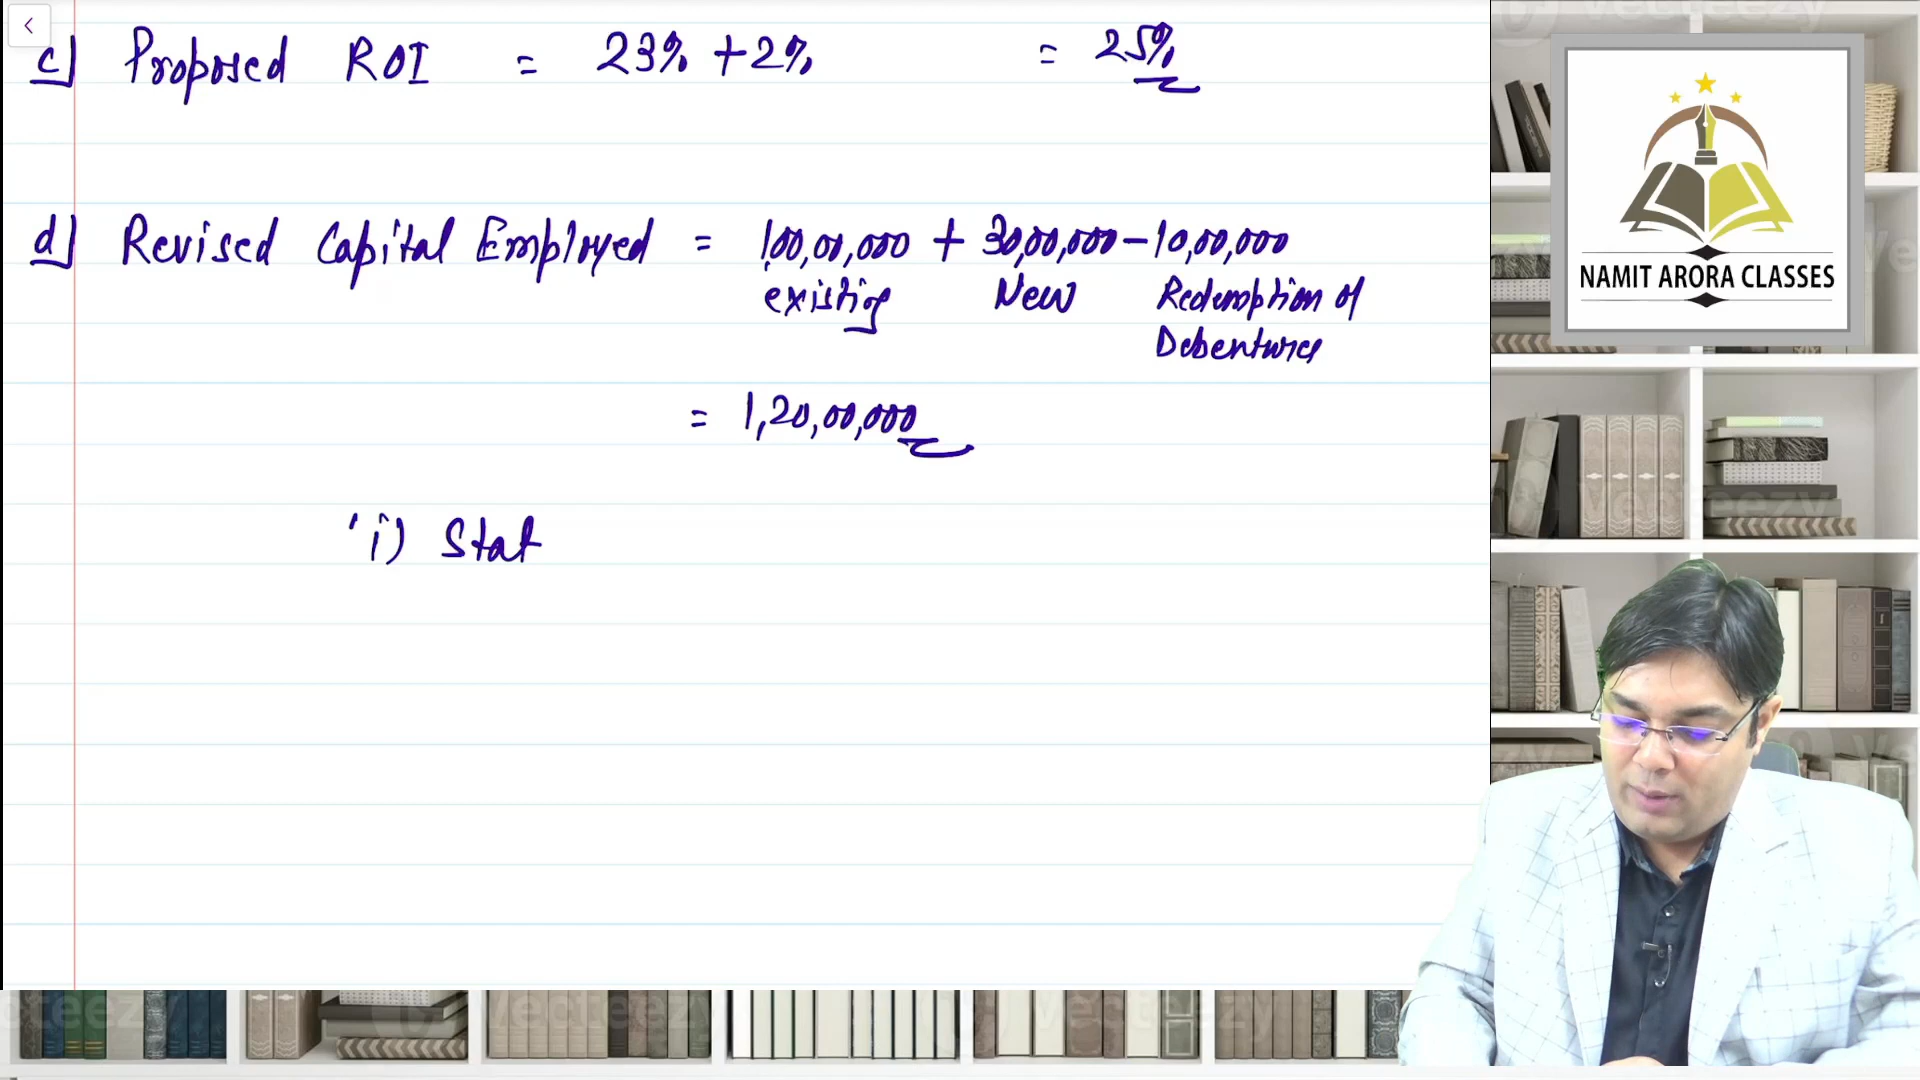 c] Proposed ROI = 23% + 2% = 25%
d] Revised Capital Employed = 1,00,00,000 + 30,00,000 - 10,00,000
existing New Redemption of
Debentures
= 1,20,00,000
i) Stat
NAMIT ARORA CLASSES
Vecteezy